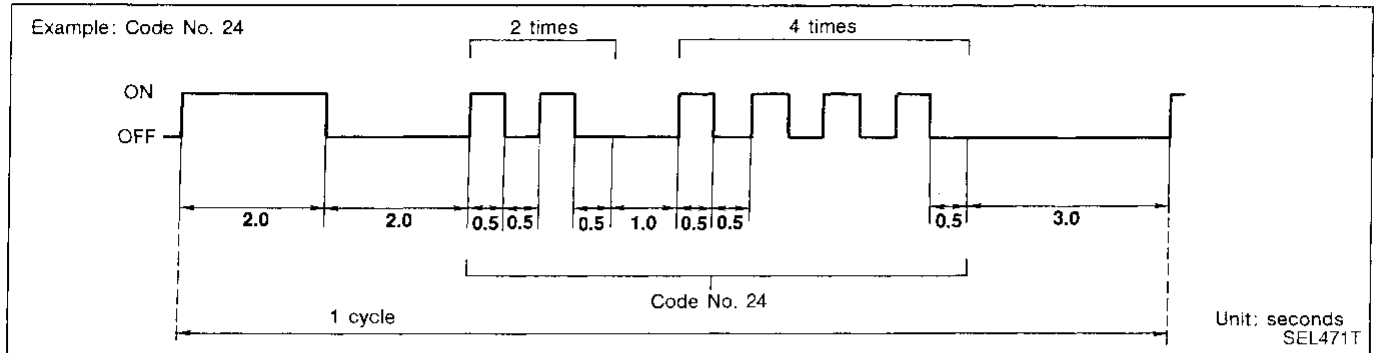 Example: Code No. 24
2 times
4 times
ON
OFF
2.0
2.0
0.5
0.5
0.5
1.0
0.5
0.5
0.5
3.0
Code No. 24
1 cycle
Unit: seconds
SEL471T